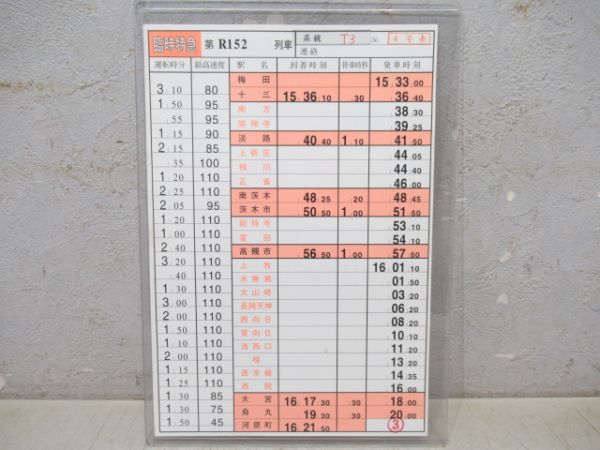 臨時特急 第 R152 列車 系統 T3 №
連絡
運転時分 最高速度 駅名 到着時刻 停車時秒 発車時刻
梅田 15 33 00
3 10 80 十三 15 36 10 30 36 40
1 50 95 南方 38 30
55 95 崇禅寺 39 25
1 15 90 淡路 40 40 1 10 41 50
2 15 85 上新庄 44 05
35 100 相川 44 40
1 20 110 正雀 46 00
2 25 110 南茨木 48 25 20 48 45
2 05 95 茨木市 50 50 1 00 51 50
1 20 110 総持寺 53 10
1 00 110 富田 54 10
2 40 110 高槻市 56 50 1 00 57 50
3 20 110 上牧 16 01 10
40 110 水無瀬 01 50
1 30 110 大山崎 03 20
3 00 110 長岡天神 06 20
2 00 110 西向日 08 20
1 50 110 東向日 10 10
1 10 110 洛西口 11 20
2 00 110 桂 13 20
1 15 110 西京極 14 35
1 25 110 西院 16 00
1 30 85 大宮 16 17 30 30 18 00
1 30 75 烏丸 19 30 30 20 00
1 50 45 河原町 16 21 50 ③